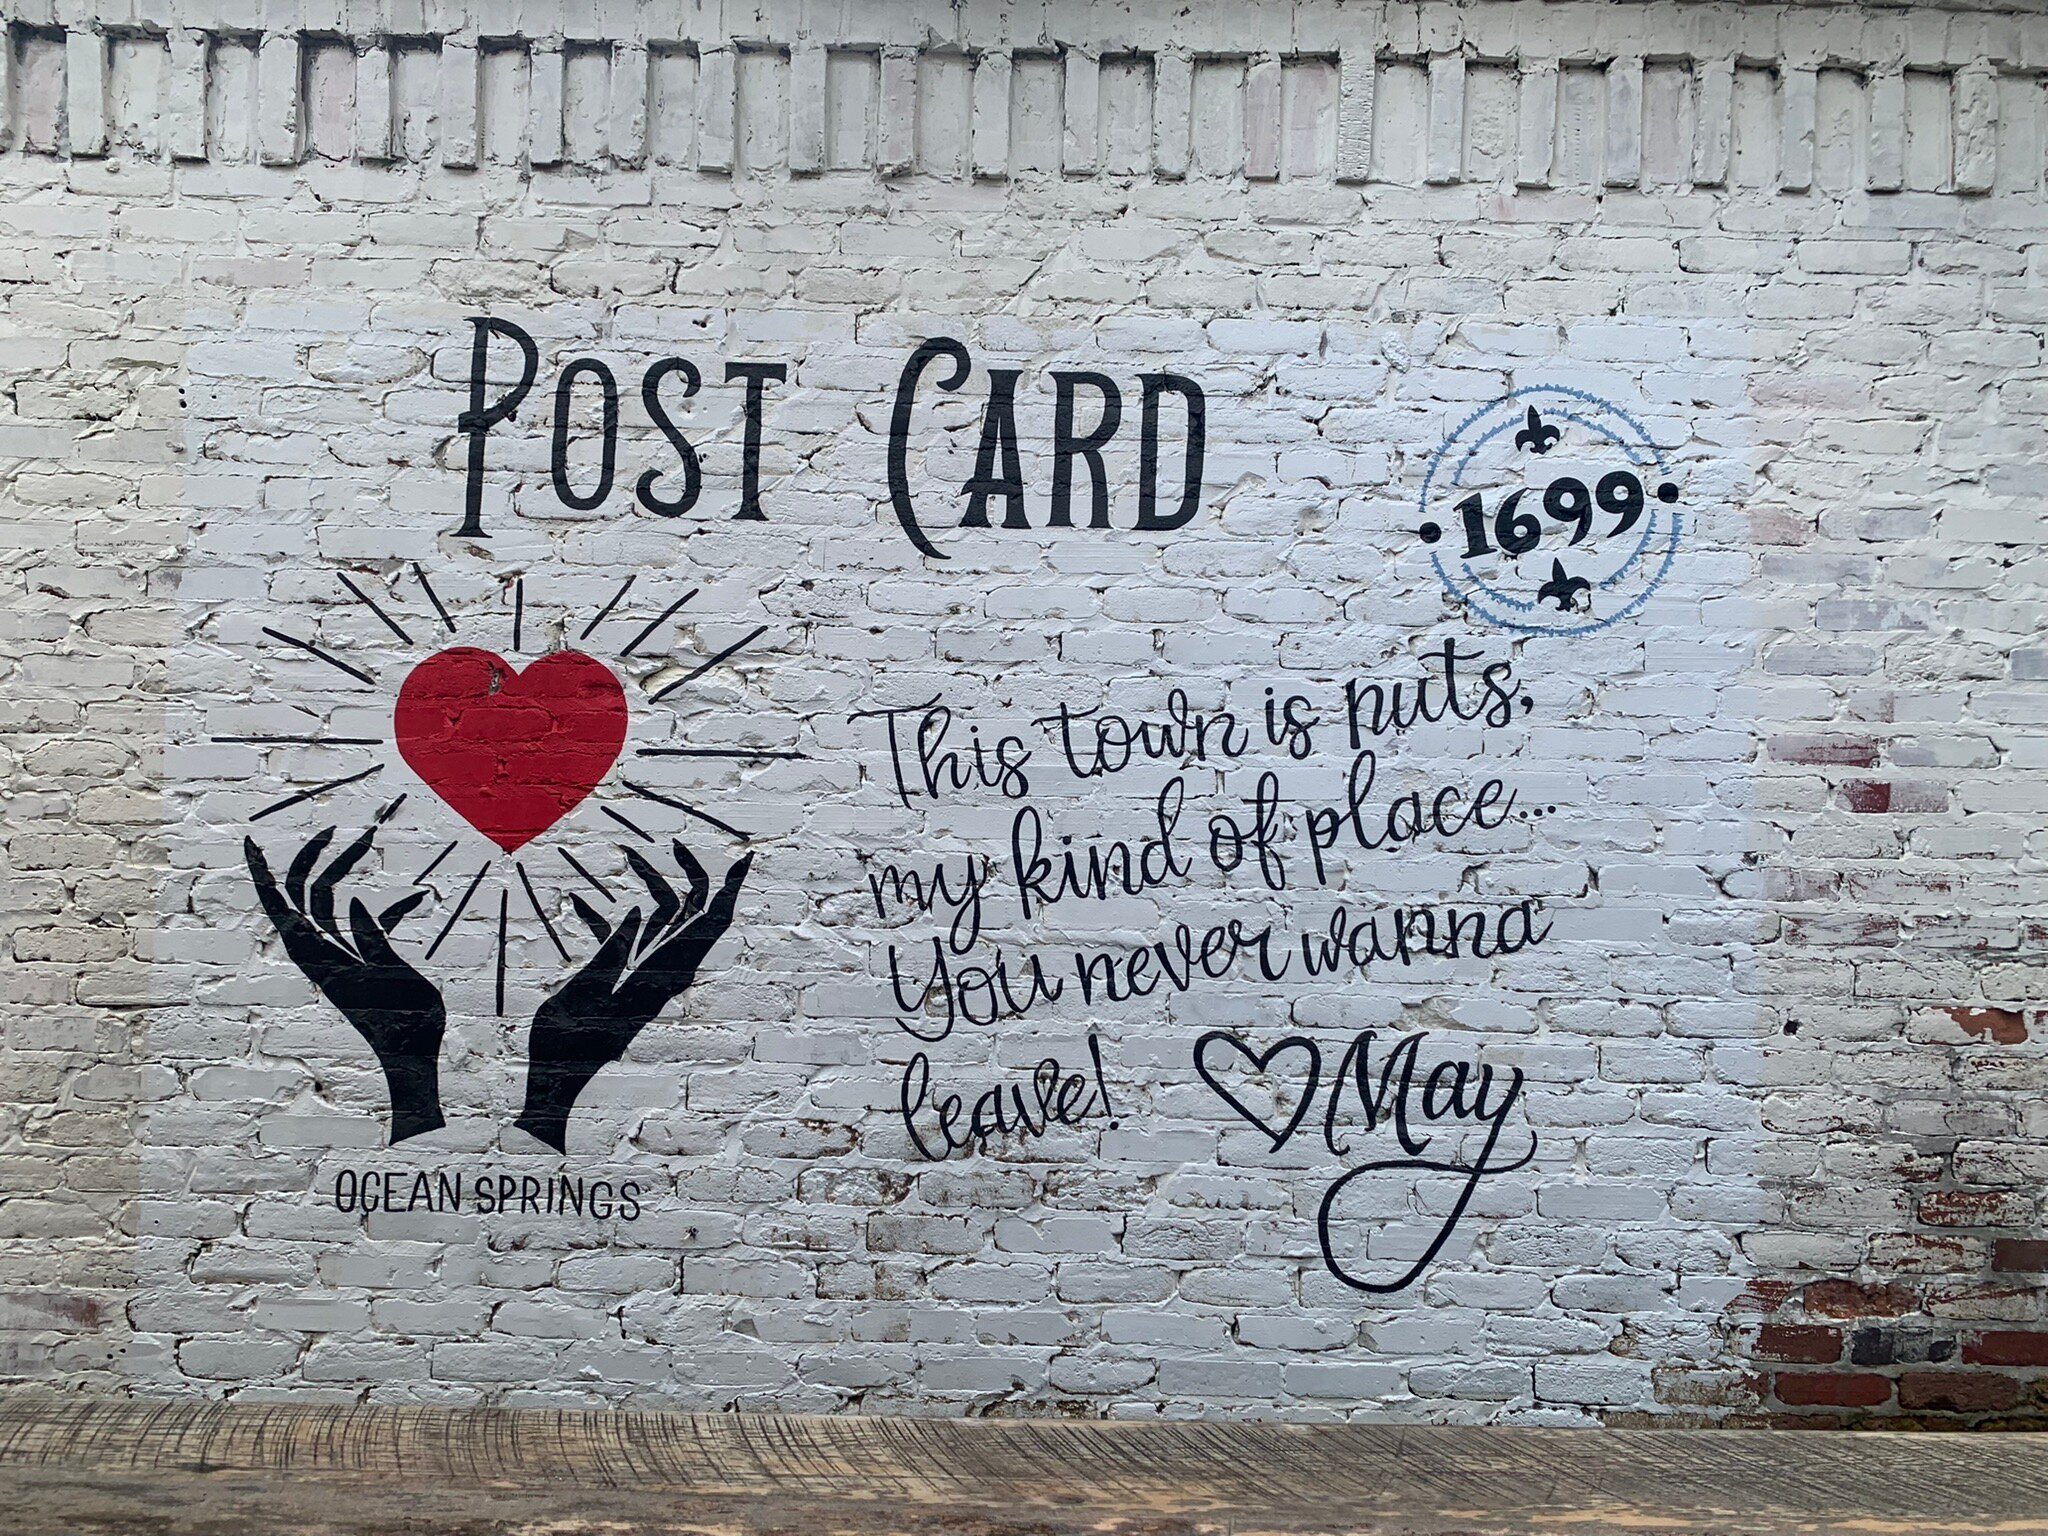 POST CARD
• 1699 •
This town is nuts,
my kind of place...
You never wanna
leave! ♡ May
OCEAN SPRINGS